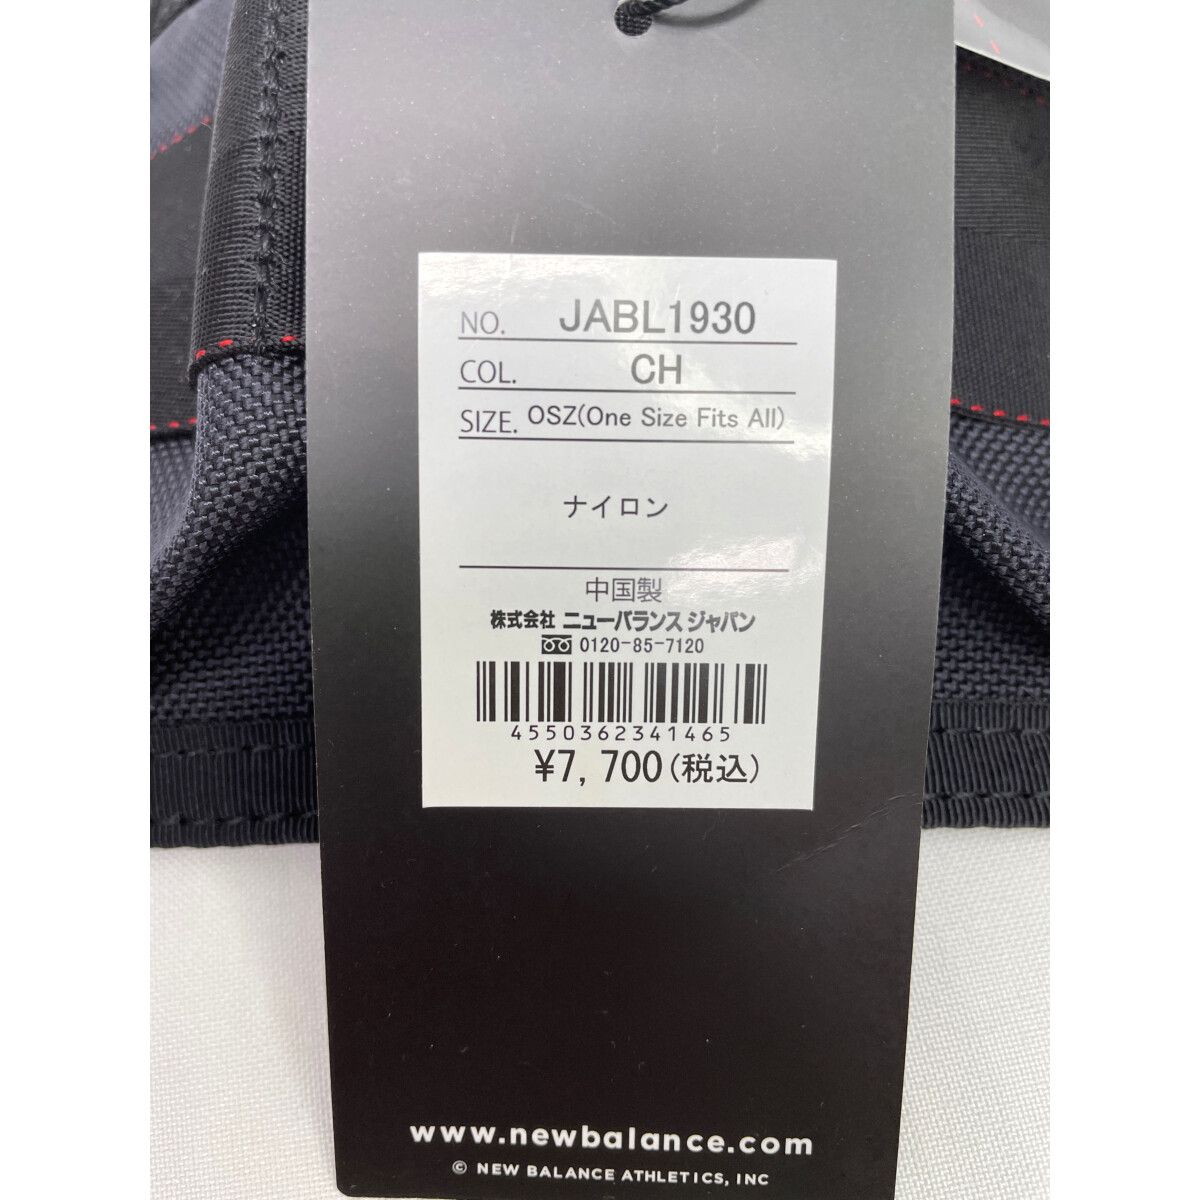 NO. JABL1930
COL. CH
SIZE. OSZ(One Size Fits All)
ナイロン
中国製
株式会社 ニューバランス ジャパン
0120-85-7120
4550362341465
¥7,700(税込)
www.newbalance.com
© NEW BALANCE ATHLETICS, INC